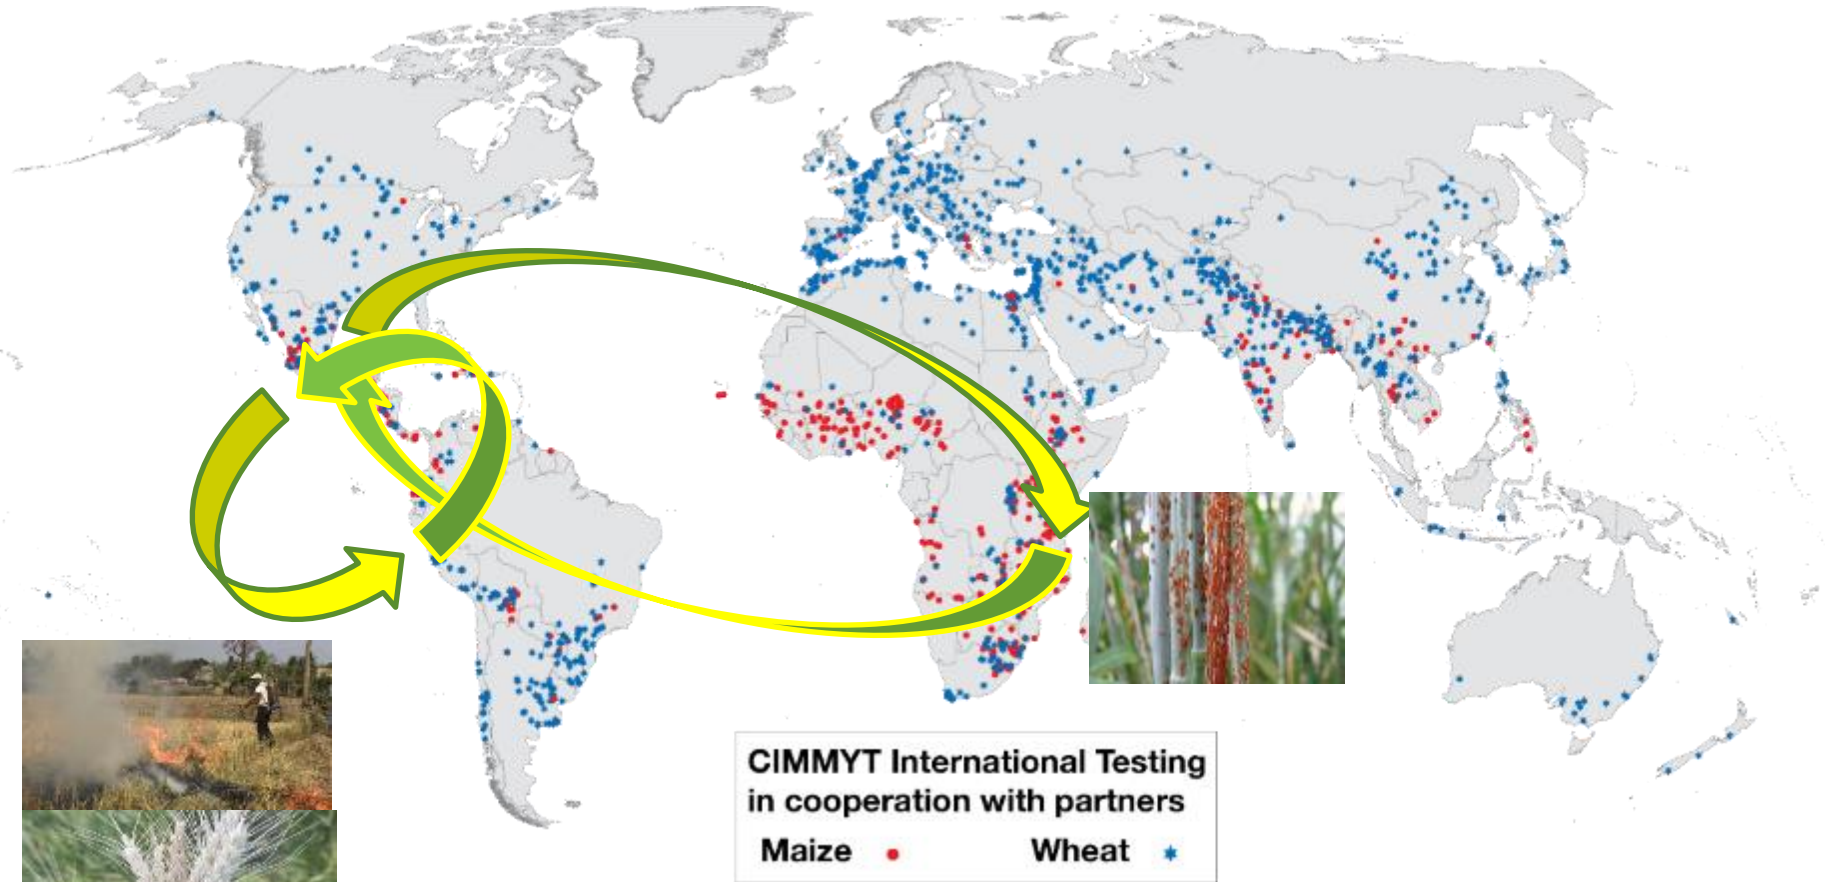 CIMMYT International Testing
in cooperation with partners
Maize Wheat